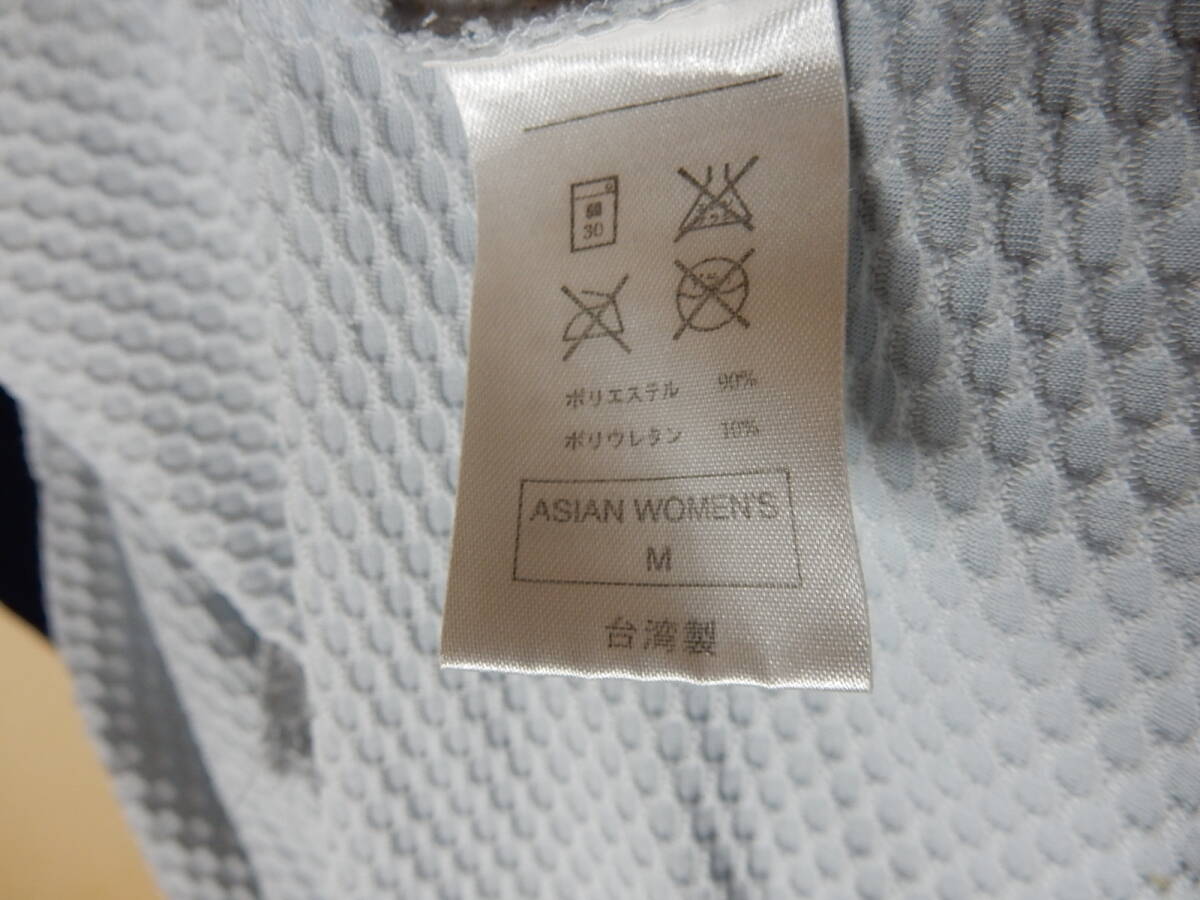 30
ポリエステル 90%
ポリウレタン 10%
ASIAN WOMEN'S
M
台湾製